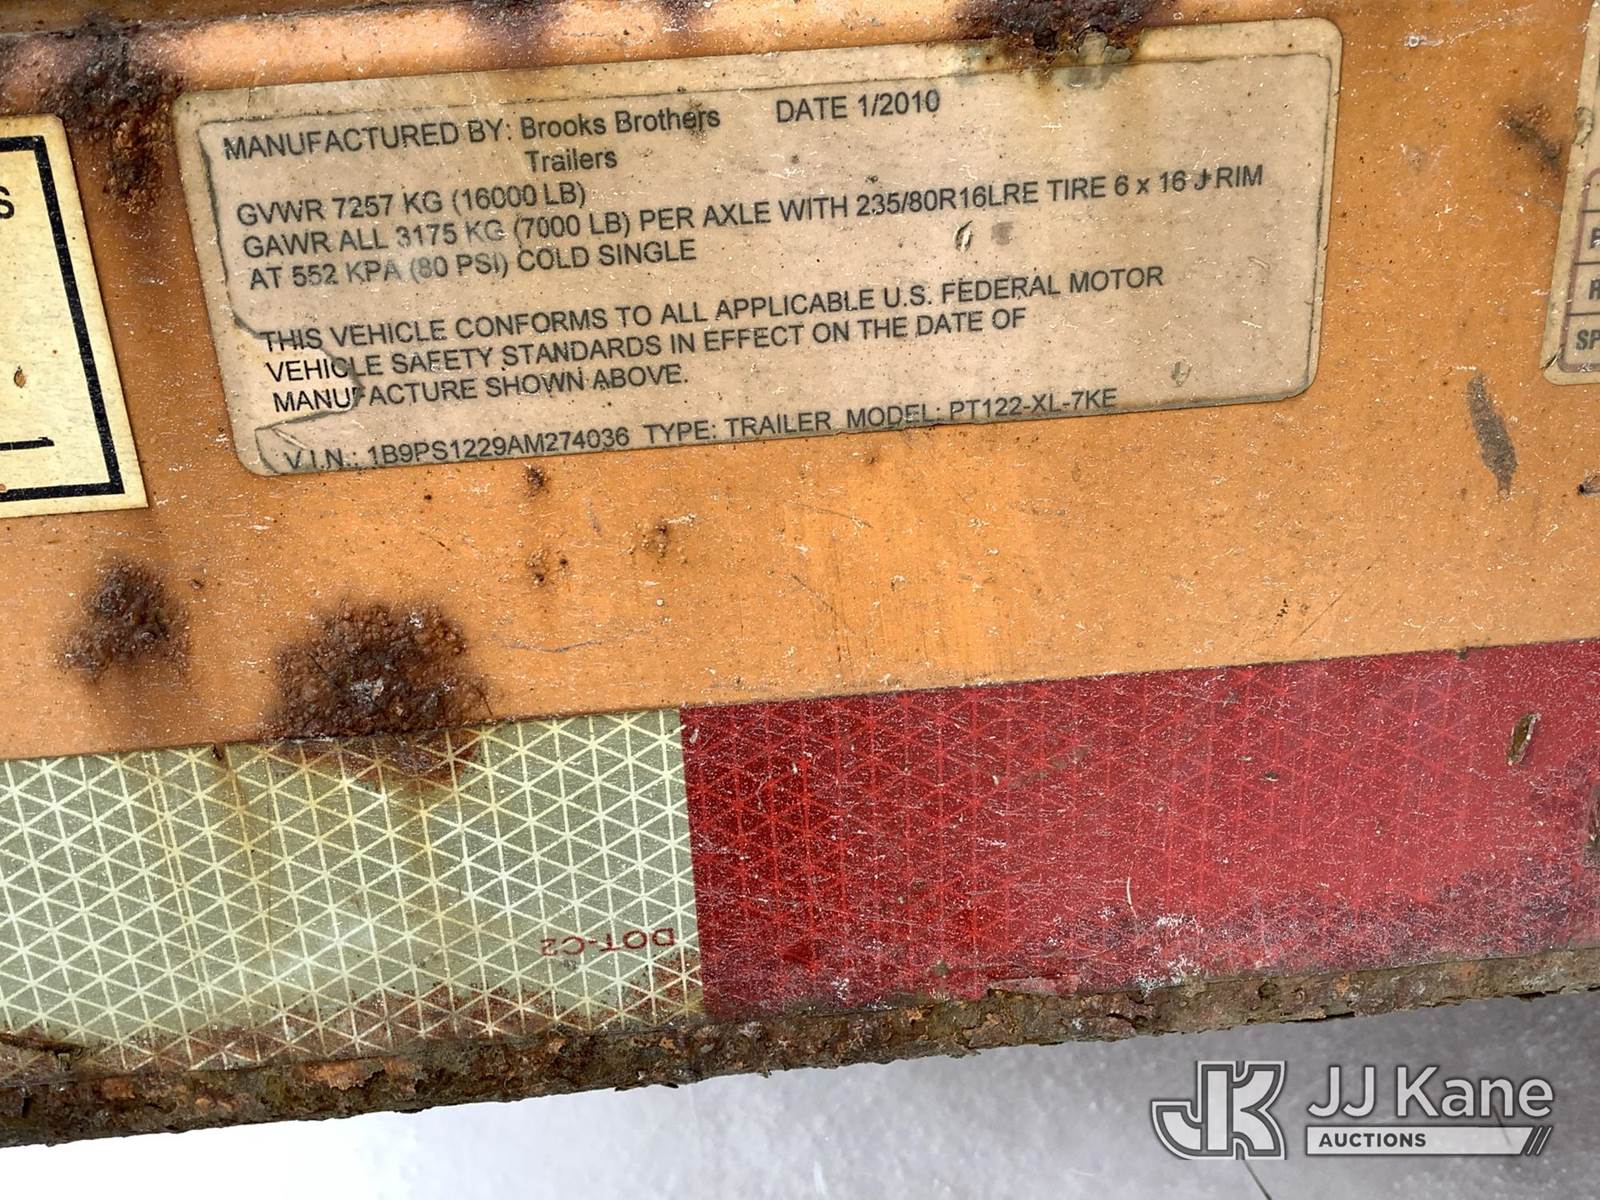 MANUFACTURED BY: Brooks Brothers DATE 1/2010
Trailers
GVWR 7257 KG (16000 LB)
GAWR ALL 3175 KG (7000 LB) PER AXLE WITH 235/80R16LRE TIRE 6 x 16 J RIM
AT 552 KPA (80 PSI) COLD SINGLE
THIS VEHICLE CONFORMS TO ALL APPLICABLE U.S. FEDERAL MOTOR
VEHICLE SAFETY STANDARDS IN EFFECT ON THE DATE OF
MANUFACTURE SHOWN ABOVE.
V.I.N.: 1B9PS1229AM274036 TYPE: TRAILER MODEL: PT122-XL-7KE
S
SP
DOT-C2
JK JJ Kane
AUCTIONS